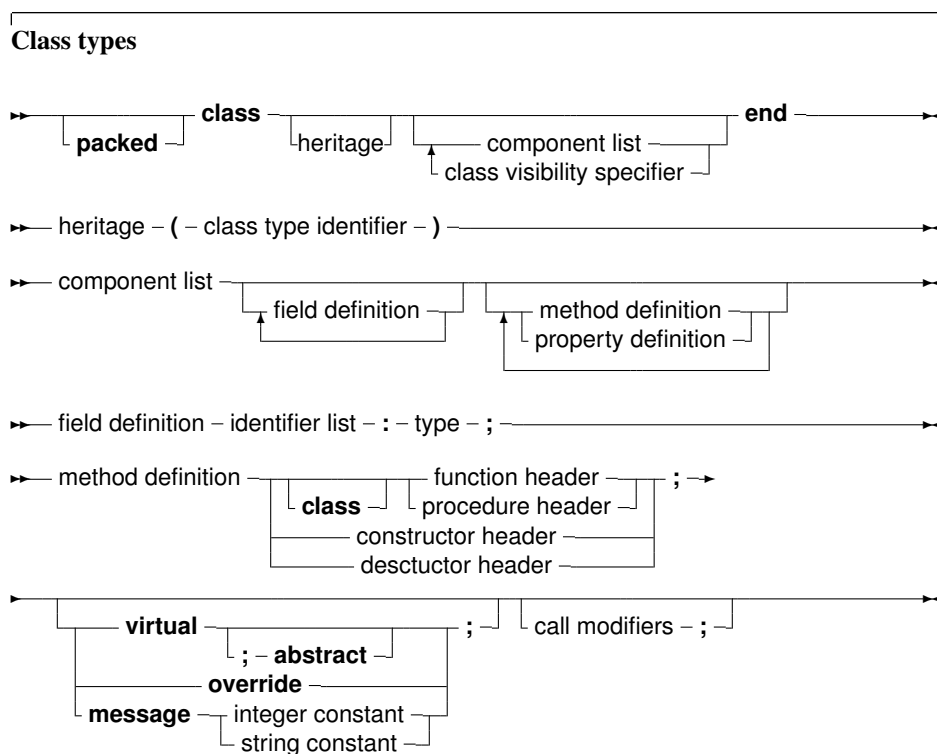 Class types
packed class heritage component list end
class visibility specifier
heritage ( class type identifier )
component list field definition method definition
property definition
field definition identifier list : type ;
method definition class function header ;
procedure header
constructor header
desctuctor header
virtual ; abstract ; call modifiers ;
override
message integer constant
string constant